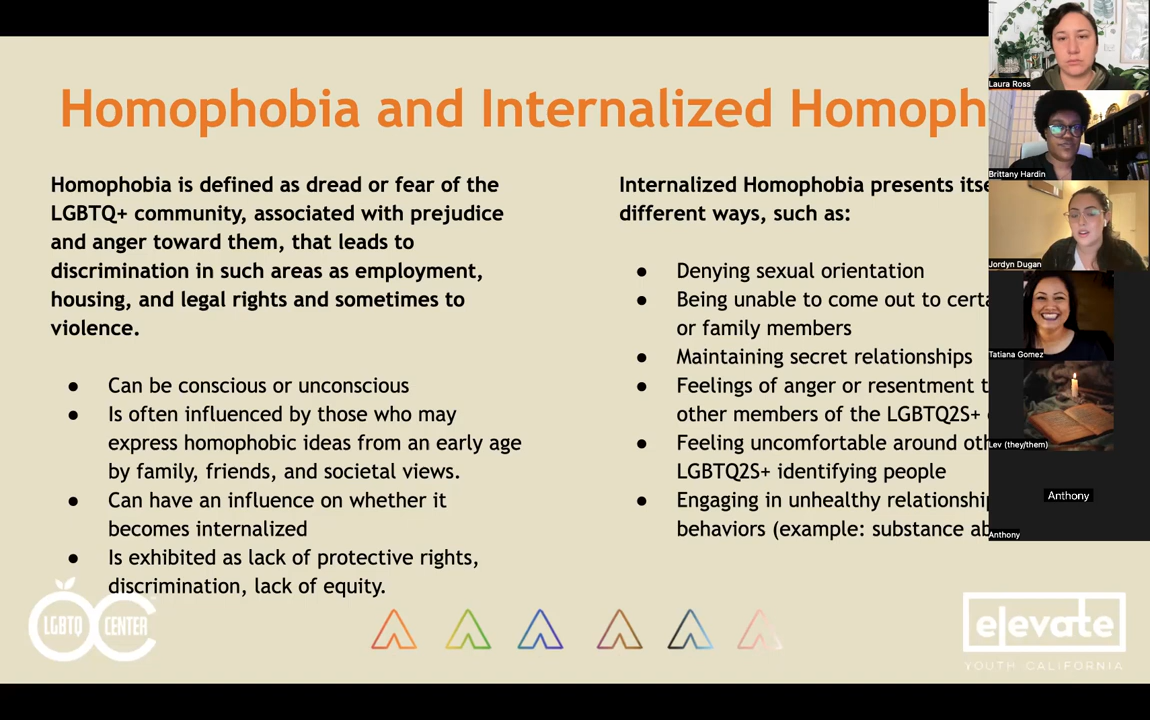 Homophobia and Internalized Homoph
Homophobia is defined as dread or fear of the
LGBTQ+ community, associated with prejudice
and anger toward them, that leads to
discrimination in such areas as employment,
housing, and legal rights and sometimes to
violence.
● Can be conscious or unconscious
● Is often influenced by those who may
express homophobic ideas from an early age
by family, friends, and societal views.
● Can have an influence on whether it
becomes internalized
● Is exhibited as lack of protective rights,
discrimination, lack of equity.
Internalized Homophobia presents itse
different ways, such as:
● Denying sexual orientation
● Being unable to come out to certa
or family members
● Maintaining secret relationships
● Feelings of anger or resentment t
other members of the LGBTQ2S+
● Feeling uncomfortable around oth
LGBTQ2S+ identifying people
● Engaging in unhealthy relationship
behaviors (example: substance ab
Laura Ross
Brittany Hardin
Jordyn Dugan
Tatiana Gomez
Lev (they/them)
Anthony
Anthony
LGBTQ CENTER
OC
elevate
YOUTH CALIFORNIA